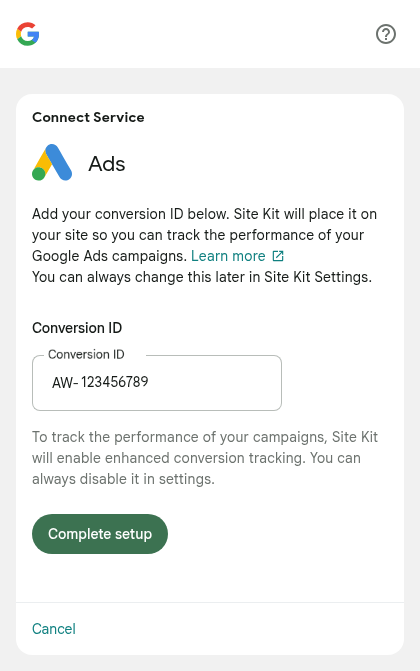 Connect Service
Ads
Add your conversion ID below. Site Kit will place it on
your site so you can track the performance of your
Google Ads campaigns. Learn more
You can always change this later in Site Kit Settings.
Conversion ID
Conversion ID
AW- 123456789
To track the performance of your campaigns, Site Kit
will enable enhanced conversion tracking. You can
always disable it in settings.
Complete setup
Cancel